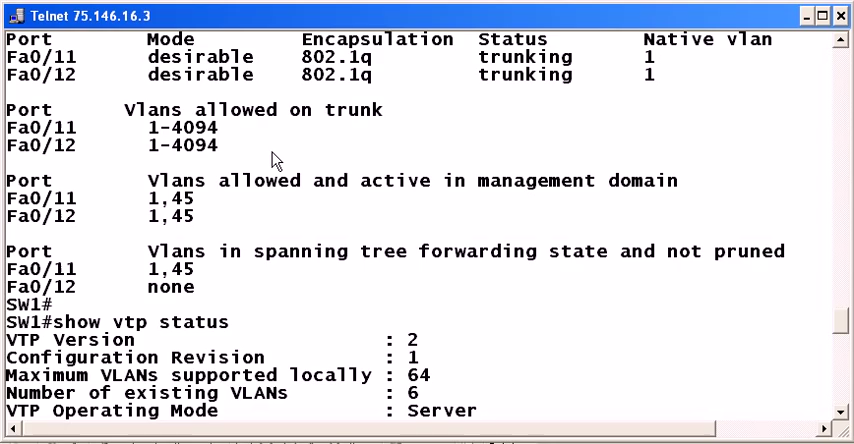 Telnet 75.146.16.3
Port Mode Encapsulation Status Native vlan
Fa0/11 desirable 802.1q trunking 1
Fa0/12 desirable 802.1q trunking 1
Port Vlans allowed on trunk
Fa0/11 1-4094
Fa0/12 1-4094
Port Vlans allowed and active in management domain
Fa0/11 1,45
Fa0/12 1,45
Port Vlans in spanning tree forwarding state and not pruned
Fa0/11 1,45
Fa0/12 none
SW1#
SW1#show vtp status
VTP Version : 2
Configuration Revision : 1
Maximum VLANs supported locally : 64
Number of existing VLANs : 6
VTP Operating Mode : Server